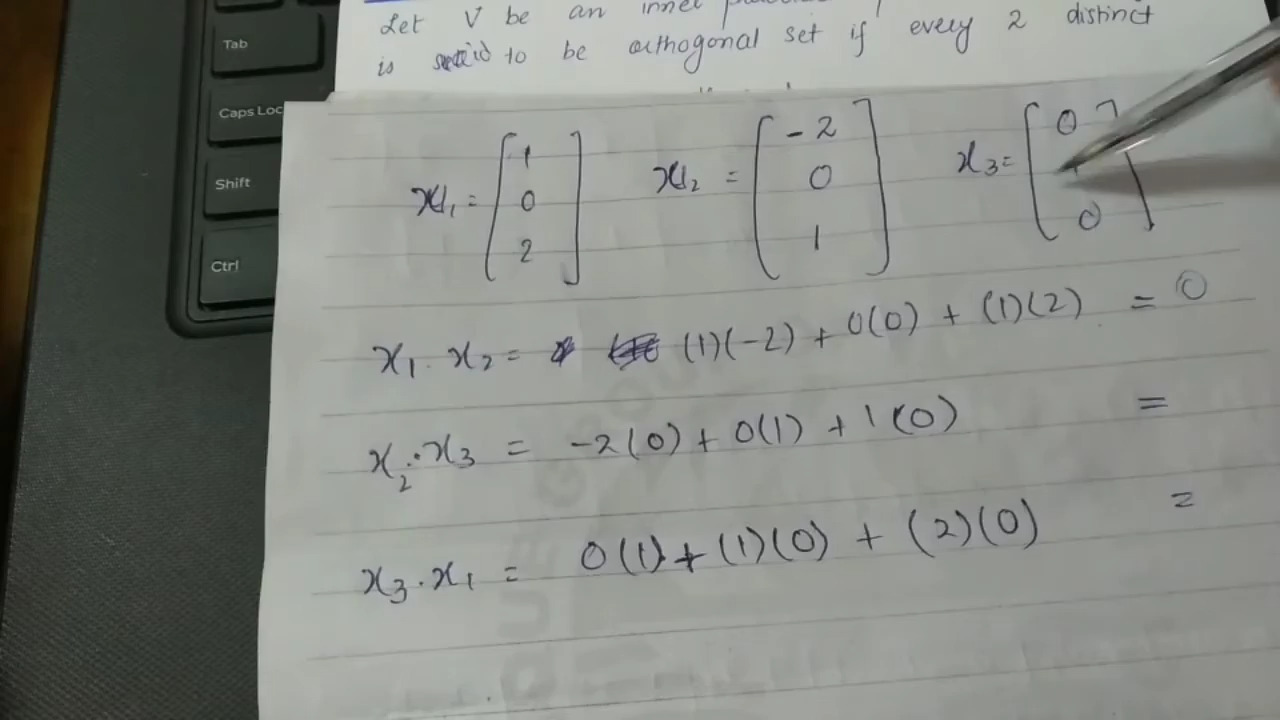 Tab
Caps Loc
Shift
Ctrl
Let V be an inner
is said to be orthogonal set if every 2 distinct
x₁ = [1 0 2] x₂ = [-2 0 1] x₃ = [0 0]
x₁. x₂ = (1)(-2) + 0(0) + (1)(2) = 0
x₂.x₃ = -2(0) + 0(1) + 1(0) =
x₃.x₁ = 0(1) + (1)(0) + (2)(0) =